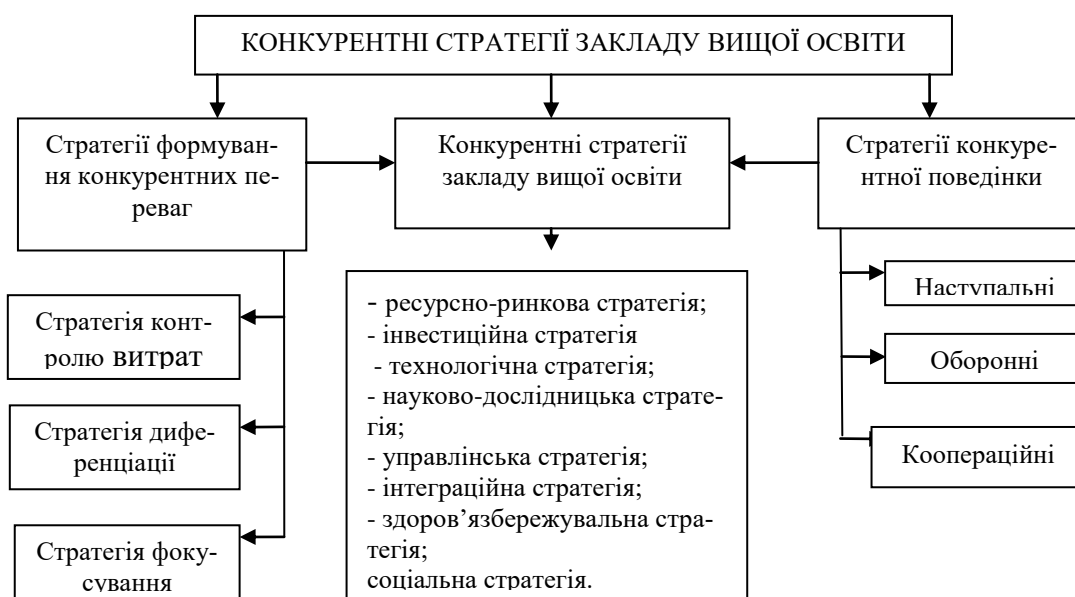 КОНКУРЕНТНІ СТРАТЕГІЇ ЗАКЛАДУ ВИЩОЇ ОСВІТИ
Стратегії формуван-
ня конкурентних пе-
реваг
Конкурентні стратегії
закладу вищої освіти
Стратегії конкуре-
нтної поведінки
Стратегія конт-
ролю витрат
Стратегія дифе-
ренціації
Стратегія фоку-
сування
- ресурсно-ринкова стратегія;
- інвестиційна стратегія
- технологічна стратегія;
- науково-дослідницька страте-
гія;
- управлінська стратегія;
- інтеграційна стратегія;
- здоров’язбережувальна стра-
тегія;
соціальна стратегія.
Наступальні
Оборонні
Коопераційні